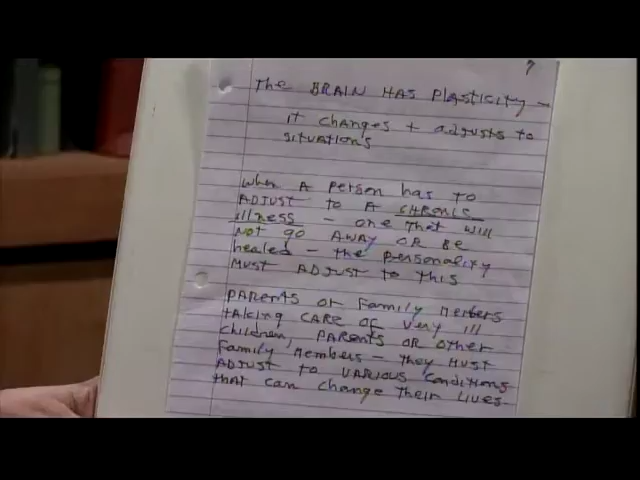 7
The BRAIN HAS PLASTICITY –
it changes + adjusts to
situations
When A person has TO
ADJUST to A CHRONIC
illness – one that will
NOT go AWAY OR Be
healed – the personality
MUST ADJUST to this
PARENTS or Family Members
taking CARE of very ill
children, PARENTS OR other
family members – they MUST
ADJUST to VARIOUS conditions
that can change their lives